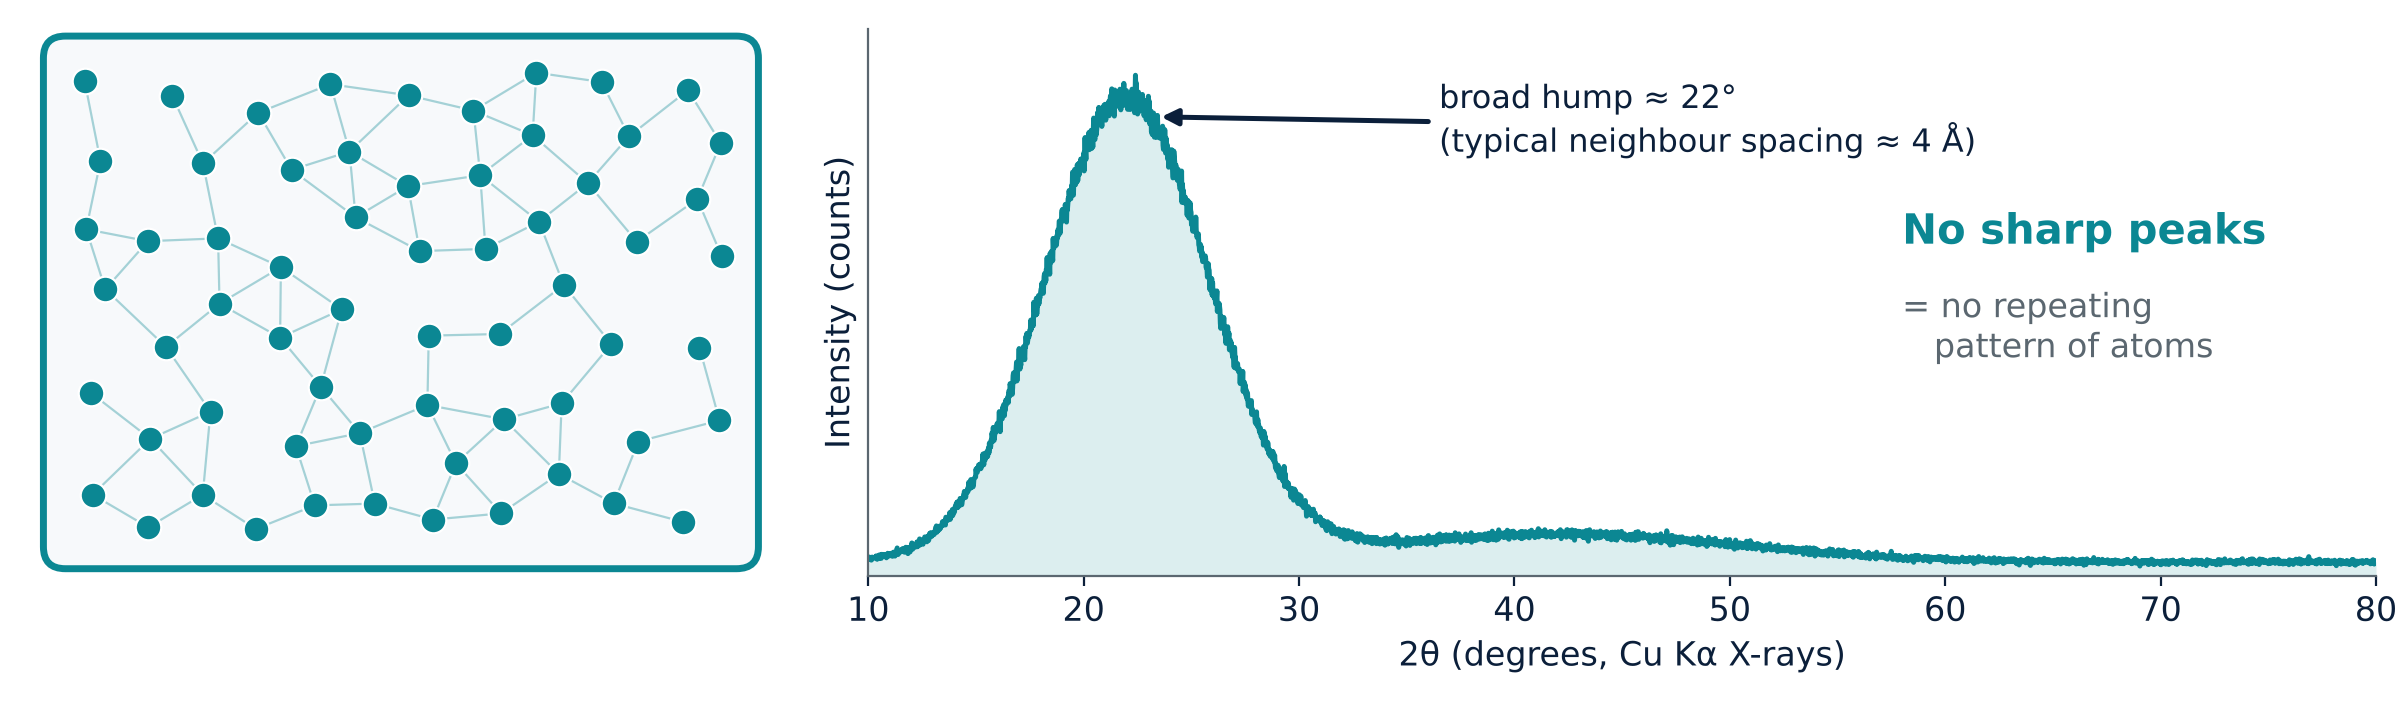 broad hump ≈ 22°
(typical neighbour spacing ≈ 4 Å)
No sharp peaks
= no repeating
pattern of atoms
Intensity (counts)
10 20 30 40 50 60 70 80
2θ (degrees, Cu Kα X-rays)